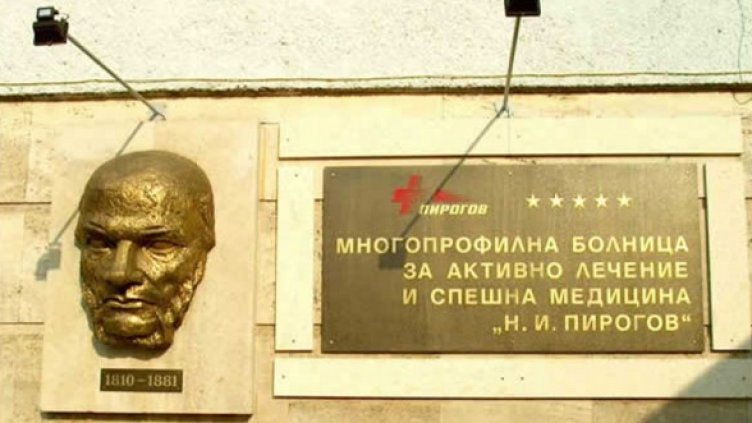 1810-1881
ПИРОГОВ
МНОГОПРОФИЛНА БОЛНИЦА
ЗА АКТИВНО ЛЕЧЕНИЕ
И СПЕШНА МЕДИЦИНА
„Н. И. ПИРОГОВ“